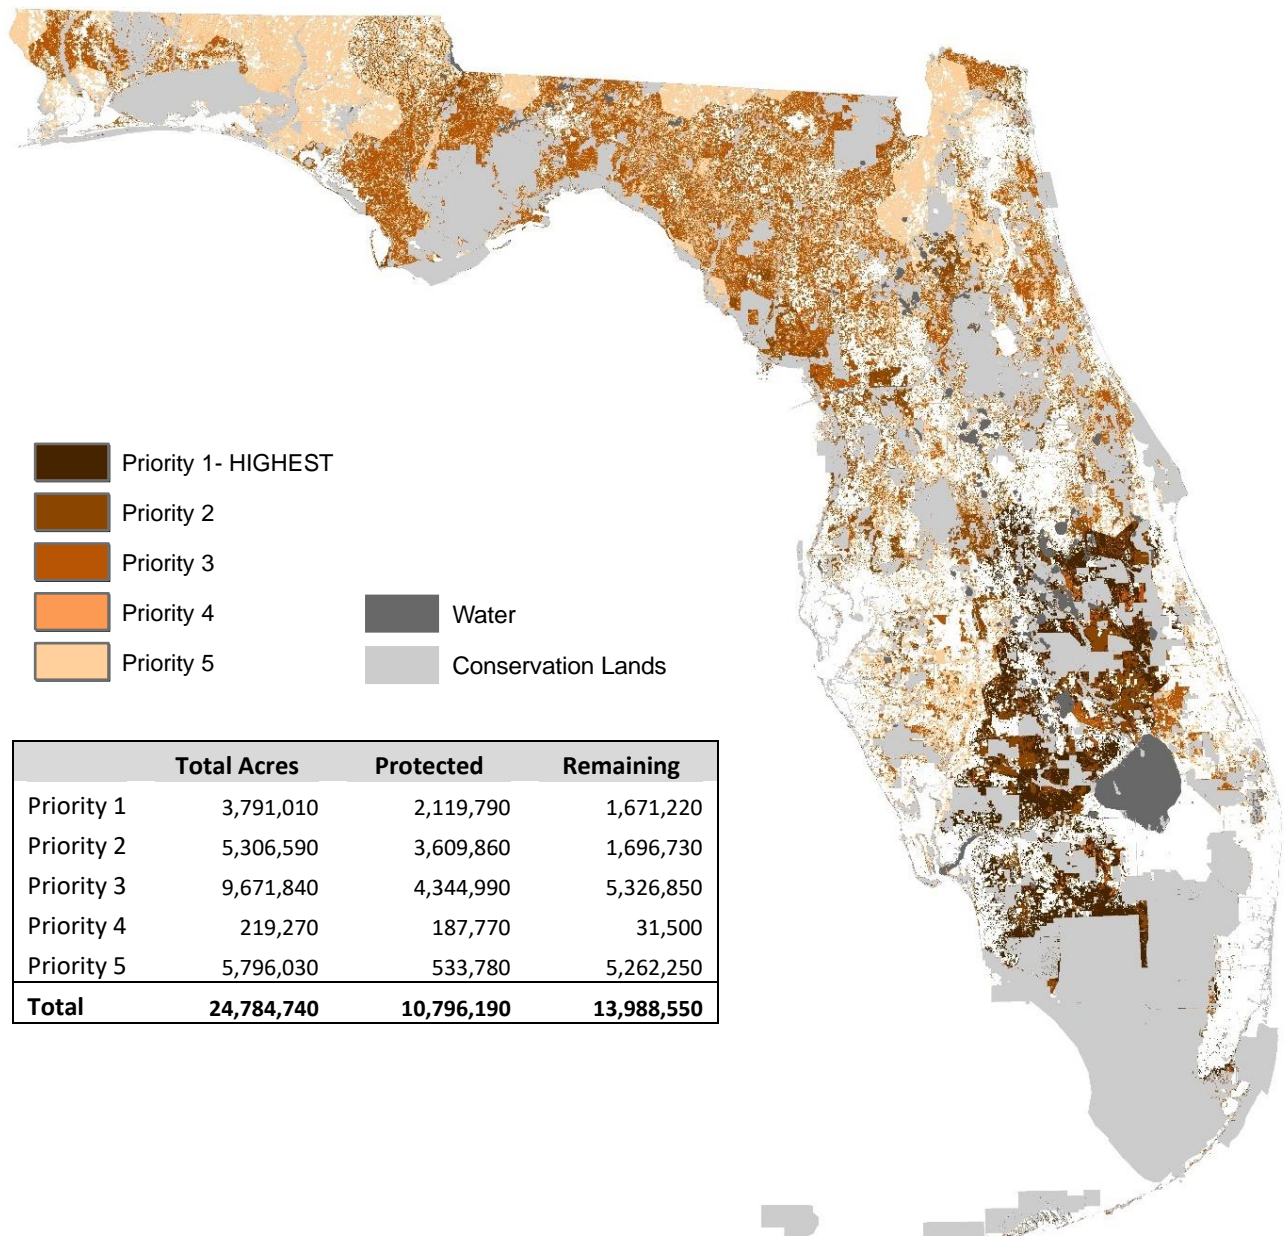 Priority 1- HIGHEST
Priority 2
Priority 3
Priority 4
Priority 5
Water
Conservation Lands
Total Acres Protected Remaining
Priority 1 3,791,010 2,119,790 1,671,220
Priority 2 5,306,590 3,609,860 1,696,730
Priority 3 9,671,840 4,344,990 5,326,850
Priority 4 219,270 187,770 31,500
Priority 5 5,796,030 533,780 5,262,250
Total 24,784,740 10,796,190 13,988,550